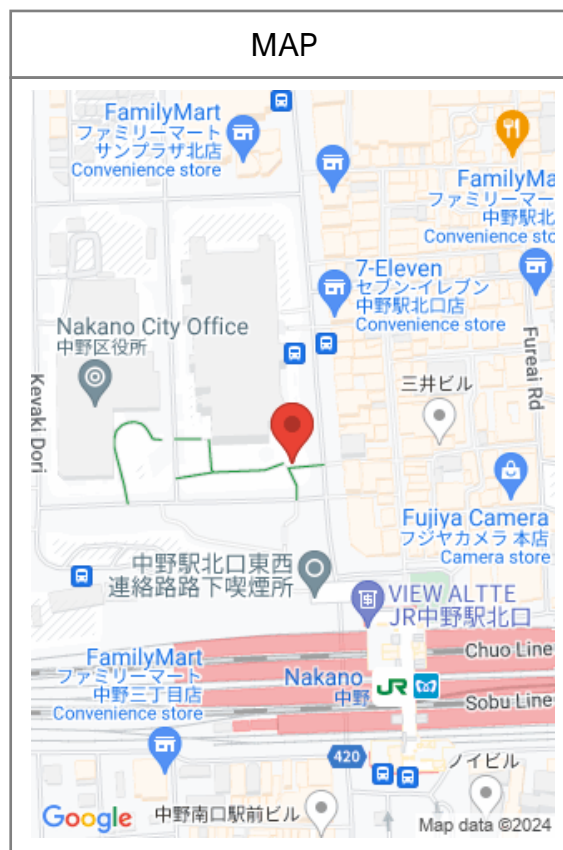 MAP
FamilyMart
ファミリーマート
サンプラザ北店
Convenience store
FamilyMa
ファミリーマー
中野駅北
Convenience sto
7-Eleven
セブン-イレブン
中野駅北口店
Convenience store
Nakano City Office
中野区役所
Kevaki Dori
Fureai Rd
三井ビル
Fujiya Camera
フジヤカメラ 本店
Camera store
中野駅北口東西
連絡路路下喫煙所
VIEW ALTTE
JR中野駅北口
Chuo Line
FamilyMart
ファミリーマート
中野三丁目店
Convenience store
Nakano
中野
JR
Sobu Line
420
ノイビル
中野南口駅前ビル
Google
Map data ©2024